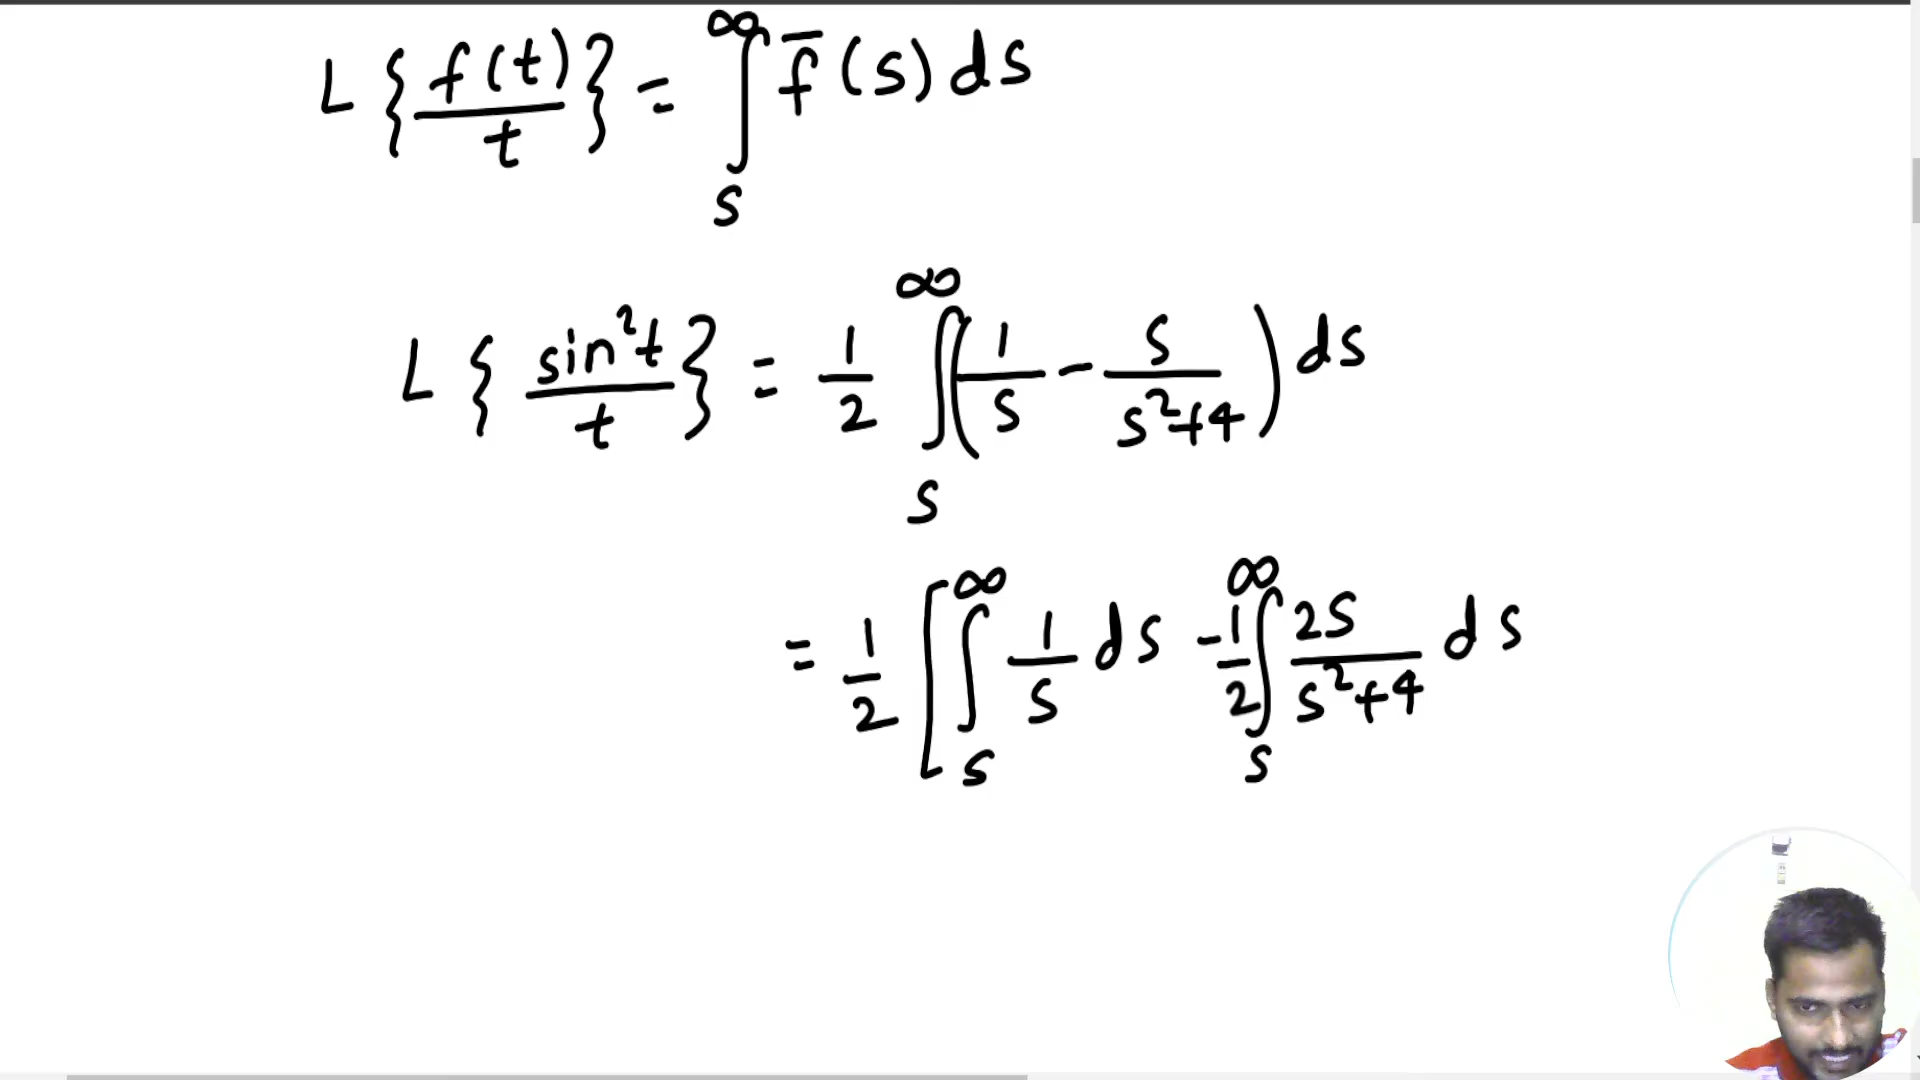 L { f(t) / t } = ∫_s^∞ f̅(s) ds
L { sin²t / t } = 1/2 ∫_s^∞ ( 1/s - s/(s²+4) ) ds
= 1/2 [ ∫_s^∞ 1/s ds - 1/2 ∫_s^∞ 2s/(s²+4) ds